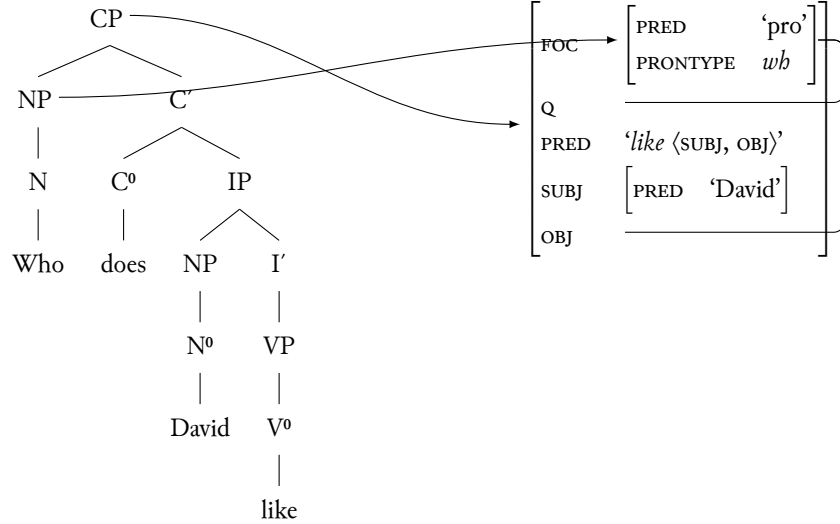 CP
FOC
PRED ‘pro’
PRONTYPE wh
NP C′
Q
PRED ‘like ⟨SUBJ, OBJ⟩’
N C⁰ IP
SUBJ
PRED ‘David’
OBJ
Who does NP I′
N⁰ VP
David V⁰
like